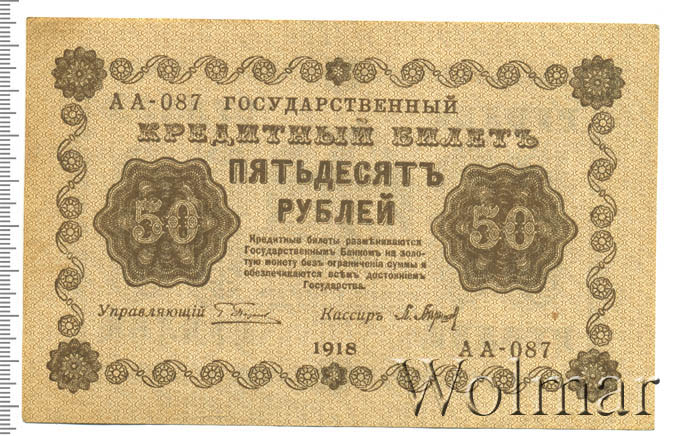 АА-087 ГОСУДАРСТВЕННЫЙ
КРЕДИТНЫЙ БИЛЕТЪ
ПЯТЬДЕСЯТЪ
РУБЛЕЙ
50
50
Кредитные билеты размѣниваются
Государственнымъ Банкомъ на золо-
тую монету безъ ограниченія суммы и
обезпечиваются всѣмъ достояніемъ
Государства.
Управляющій
Кассиръ
1918
АА-087
Wolmar